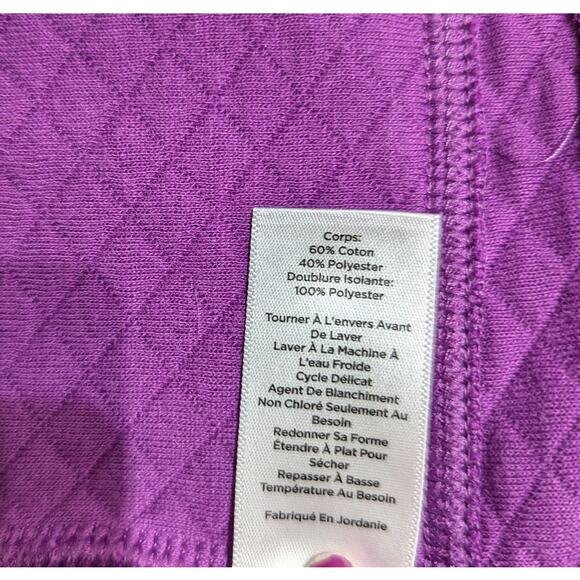 Corps:
60% Coton
40% Polyester
Doublure Isolante:
100% Polyester
Tourner À L'envers Avant
De Laver
Laver À La Machine À
L'eau Froide
Cycle Délicat
Agent De Blanchiment
Non Chloré Seulement Au
Besoin
Redonner Sa Forme
Étendre À Plat Pour
Sécher
Repasser À Basse
Température Au Besoin
Fabriqué En Jordanie